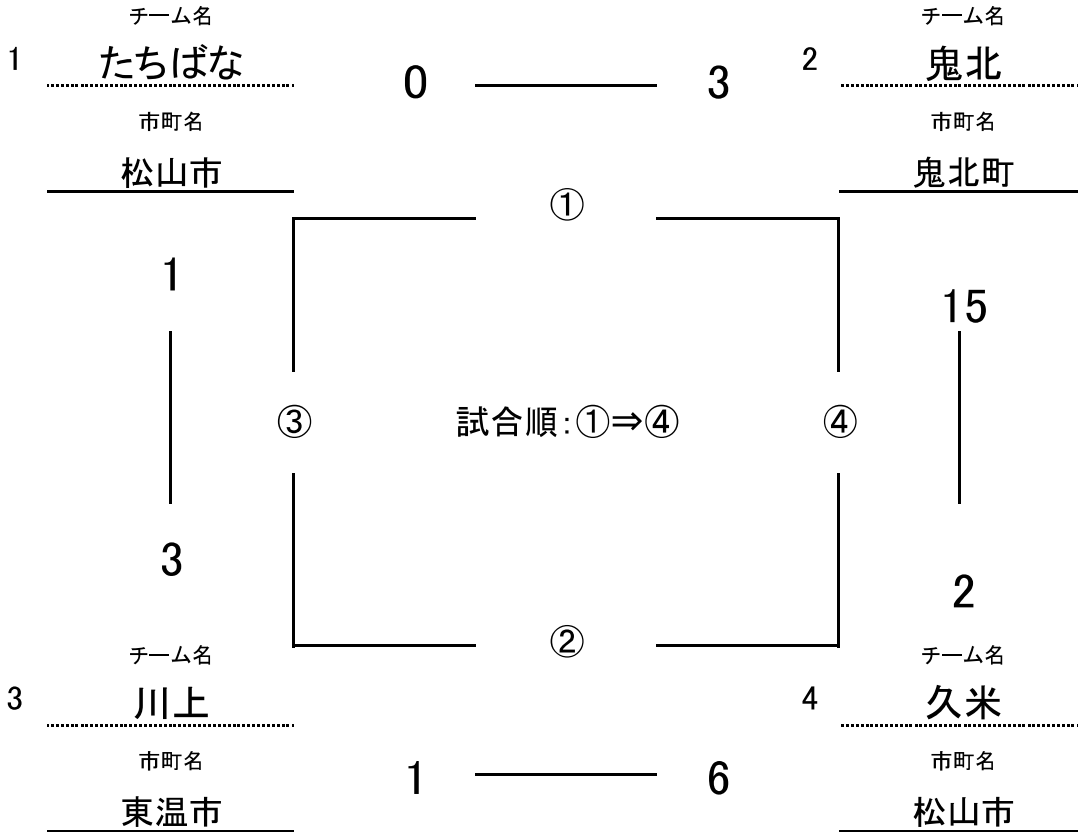 チーム名 チーム名
1 たちばな 0 3 2 鬼北
市町名 市町名
松山市 鬼北町
①
1 15
③ 試合順:①⇒④ ④
3 2
②
チーム名 チーム名
3 川上 4 久米
市町名 1 6 市町名
東温市 松山市